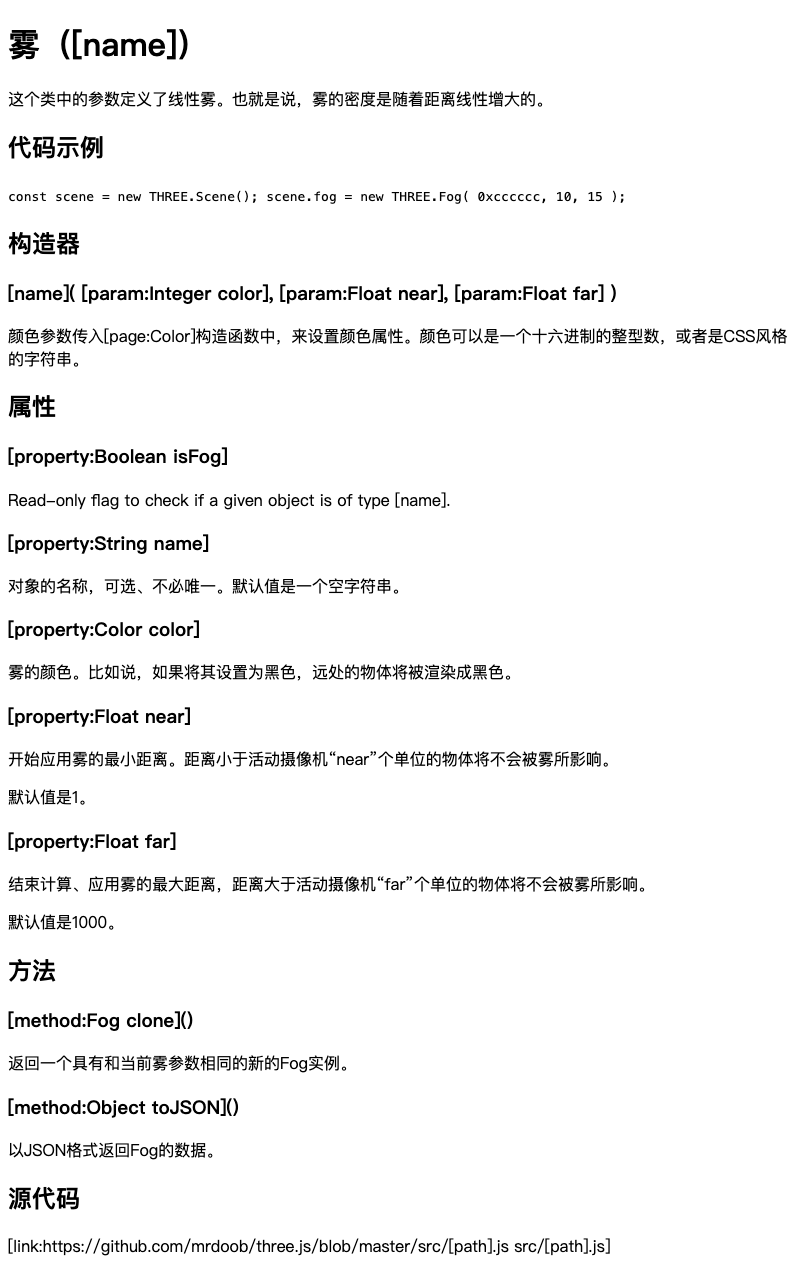 雾（[name]）
这个类中的参数定义了线性雾。也就是说，雾的密度是随着距离线性增大的。
代码示例
const scene = new THREE.Scene(); scene.fog = new THREE.Fog( 0xcccccc, 10, 15 );
构造器
[name]( [param:Integer color], [param:Float near], [param:Float far] )
颜色参数传入[page:Color]构造函数中，来设置颜色属性。颜色可以是一个十六进制的整型数，或者是CSS风格
的字符串。
属性
[property:Boolean isFog]
Read-only flag to check if a given object is of type [name].
[property:String name]
对象的名称，可选、不必唯一。默认值是一个空字符串。
[property:Color color]
雾的颜色。比如说，如果将其设置为黑色，远处的物体将被渲染成黑色。
[property:Float near]
开始应用雾的最小距离。距离小于活动摄像机“near”个单位的物体将不会被雾所影响。
默认值是1。
[property:Float far]
结束计算、应用雾的最大距离，距离大于活动摄像机“far”个单位的物体将不会被雾所影响。
默认值是1000。
方法
[method:Fog clone]()
返回一个具有和当前雾参数相同的新的Fog实例。
[method:Object toJSON]()
以JSON格式返回Fog的数据。
源代码
[link:https://github.com/mrdoob/three.js/blob/master/src/[path].js src/[path].js]